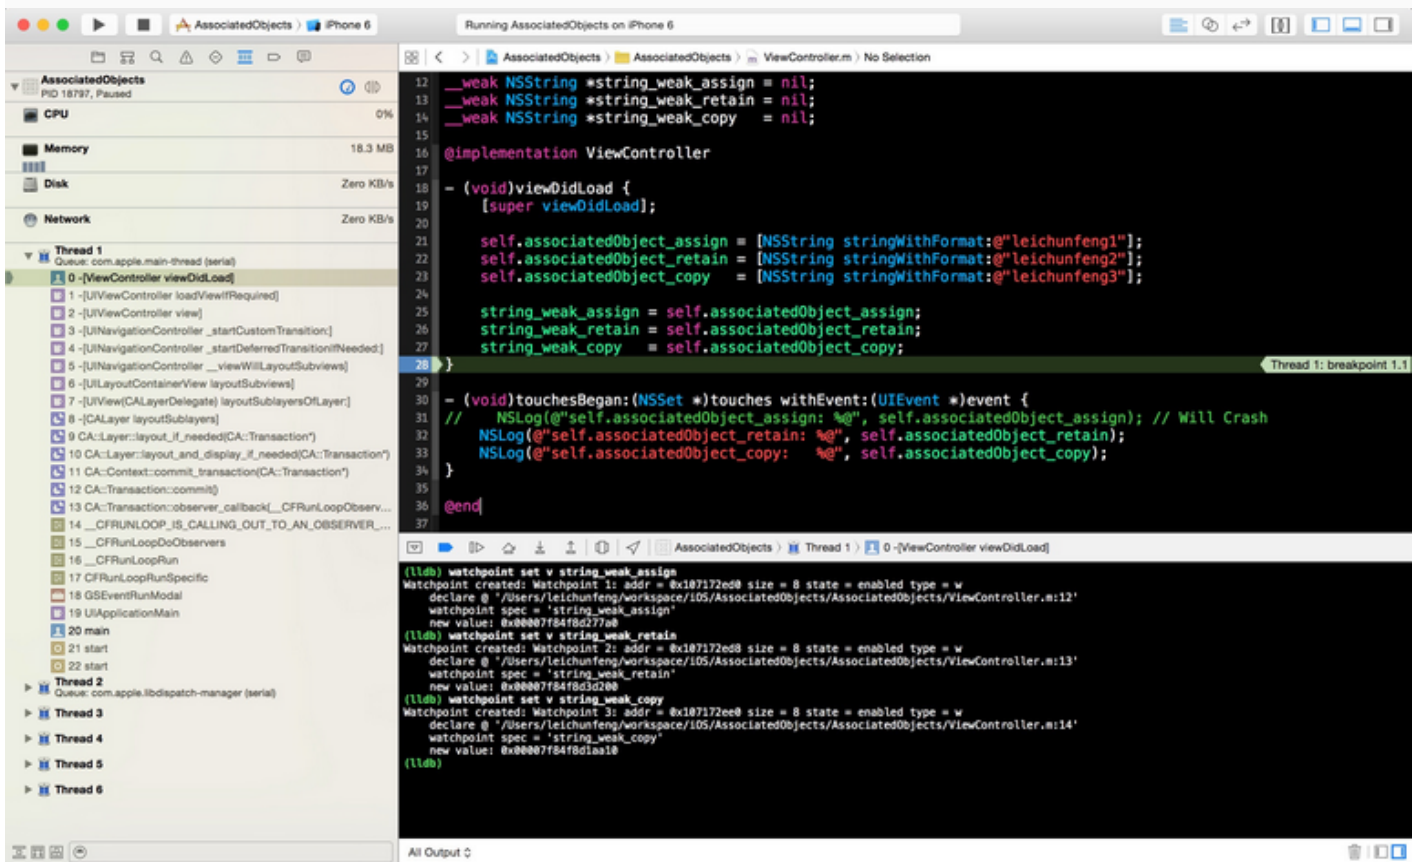 AssociatedObjects › iPhone 6
Running AssociatedObjects on iPhone 6
AssociatedObjects
PID 18797, Paused
CPU 0%
Memory 18.3 MB
Disk Zero KB/s
Network Zero KB/s
Thread 1
Queue: com.apple.main-thread (serial)
0 -[ViewController viewDidLoad]
1 -[UIViewController loadViewIfRequired]
2 -[UIViewController view]
3 -[UINavigationController _startCustomTransition:]
4 -[UINavigationController _startDeferredTransitionIfNeeded:]
5 -[UINavigationController __viewWillLayoutSubviews]
6 -[UILayoutContainerView layoutSubviews]
7 -[UIView(CALayerDelegate) layoutSublayersOfLayer:]
8 -[CALayer layoutSublayers]
9 CA::Layer::layout_if_needed(CA::Transaction*)
10 CA::Layer::layout_and_display_if_needed(CA::Transaction*)
11 CA::Context::commit_transaction(CA::Transaction*)
12 CA::Transaction::commit()
13 CA::Transaction::observer_callback(__CFRunLoopObserv...
14 __CFRUNLOOP_IS_CALLING_OUT_TO_AN_OBSERVER_...
15 __CFRunLoopDoObservers
16 __CFRunLoopRun
17 CFRunLoopRunSpecific
18 GSEventRunModal
19 UIApplicationMain
20 main
21 start
22 start
Thread 2
Queue: com.apple.libdispatch-manager (serial)
Thread 3
Thread 4
Thread 5
Thread 6
AssociatedObjects › AssociatedObjects › ViewController.m › No Selection
12 __weak NSString *string_weak_assign = nil;
13 __weak NSString *string_weak_retain = nil;
14 __weak NSString *string_weak_copy   = nil;
15
16 @implementation ViewController
17
18 - (void)viewDidLoad {
19     [super viewDidLoad];
20
21     self.associatedObject_assign = [NSString stringWithFormat:@"leichunfeng1"];
22     self.associatedObject_retain = [NSString stringWithFormat:@"leichunfeng2"];
23     self.associatedObject_copy   = [NSString stringWithFormat:@"leichunfeng3"];
24
25     string_weak_assign = self.associatedObject_assign;
26     string_weak_retain = self.associatedObject_retain;
27     string_weak_copy   = self.associatedObject_copy;
28 } Thread 1: breakpoint 1.1
29
30 - (void)touchesBegan:(NSSet *)touches withEvent:(UIEvent *)event {
31 //    NSLog(@"self.associatedObject_assign: %@", self.associatedObject_assign); // Will Crash
32     NSLog(@"self.associatedObject_retain: %@", self.associatedObject_retain);
33     NSLog(@"self.associatedObject_copy:   %@", self.associatedObject_copy);
34 }
35
36 @end
37
AssociatedObjects › Thread 1 › 0 -[ViewController viewDidLoad]
(lldb) watchpoint set v string_weak_assign
Watchpoint created: Watchpoint 1: addr = 0x107172ed0 size = 8 state = enabled type = w
    declare @ '/Users/leichunfeng/workspace/iOS/AssociatedObjects/AssociatedObjects/ViewController.m:12'
    watchpoint spec = 'string_weak_assign'
    new value: 0x00007f84f8d277a0
(lldb) watchpoint set v string_weak_retain
Watchpoint created: Watchpoint 2: addr = 0x107172ed8 size = 8 state = enabled type = w
    declare @ '/Users/leichunfeng/workspace/iOS/AssociatedObjects/AssociatedObjects/ViewController.m:13'
    watchpoint spec = 'string_weak_retain'
    new value: 0x00007f84f8d3d200
(lldb) watchpoint set v string_weak_copy
Watchpoint created: Watchpoint 3: addr = 0x107172ee0 size = 8 state = enabled type = w
    declare @ '/Users/leichunfeng/workspace/iOS/AssociatedObjects/AssociatedObjects/ViewController.m:14'
    watchpoint spec = 'string_weak_copy'
    new value: 0x00007f84f8d1aa10
(lldb)
All Output